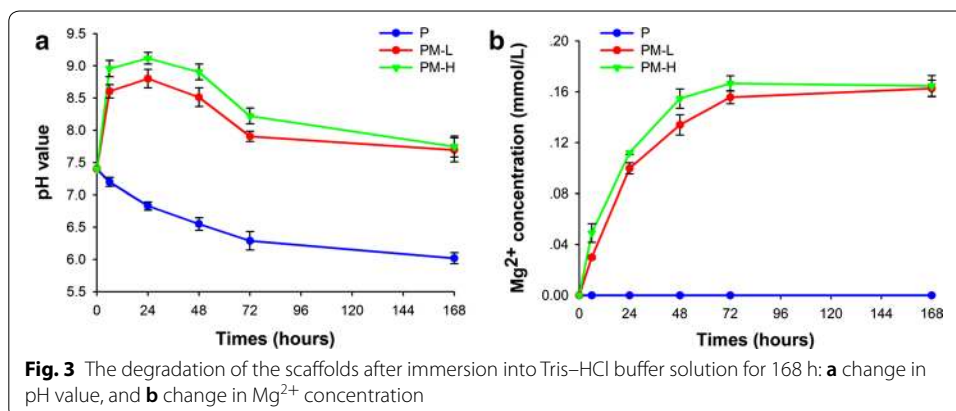 a
P
PM-L
PM-H
9.5
9.0
8.5
8.0
7.5
7.0
6.5
6.0
5.5
pH value
0 24 48 72 96 120 144 168
Times (hours)
b
P
PM-L
PM-H
.20
.16
.12
.08
.04
0.00
Mg2+ concentration (mmol/L)
0 24 48 72 96 120 144 168
Times (hours)
Fig. 3 The degradation of the scaffolds after immersion into Tris–HCl buffer solution for 168 h: a change in
pH value, and b change in Mg2+ concentration